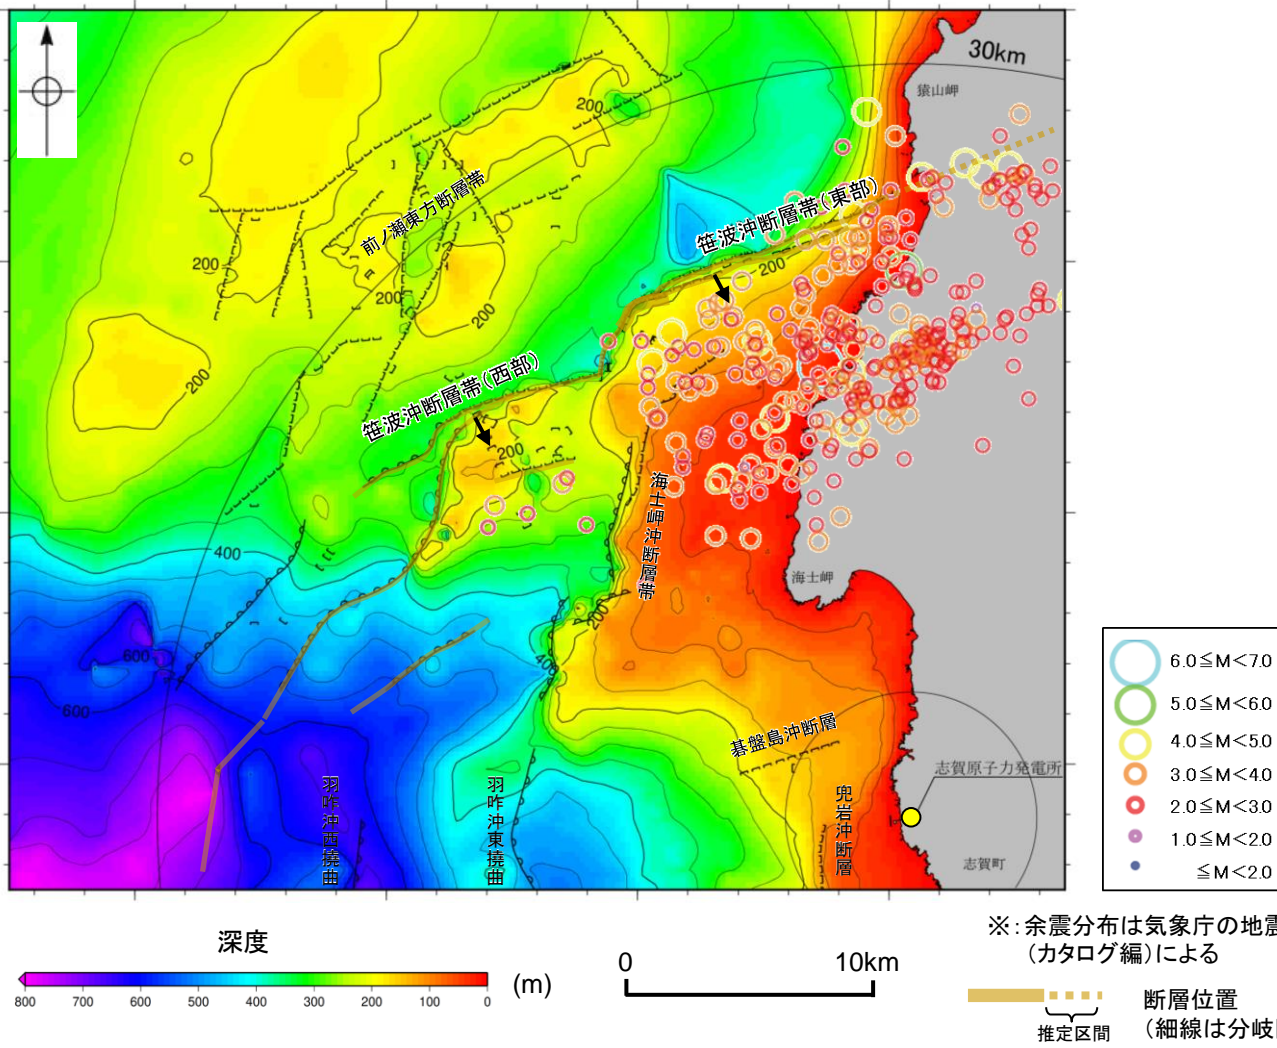 30km
猿山岬
200
前ノ瀬東方断層帯
笹波沖断層帯(東部)
200
200
200
200
200
笹波沖断層帯(西部)
200
海士岬沖断層帯
400
海士岬
200
400
600
600
碁盤島沖断層
志賀原子力発電所
羽咋沖西撓曲
羽咋沖東撓曲
兜岩沖断層
志賀町
6.0≦M<7.0
5.0≦M<6.0
4.0≦M<5.0
3.0≦M<4.0
2.0≦M<3.0
1.0≦M<2.0
≦M<2.0
深度
800 700 600 500 400 300 200 100 0
(m)
0 10km
※:余震分布は気象庁の地震
(カタログ編)による
断層位置
推定区間
(細線は分岐